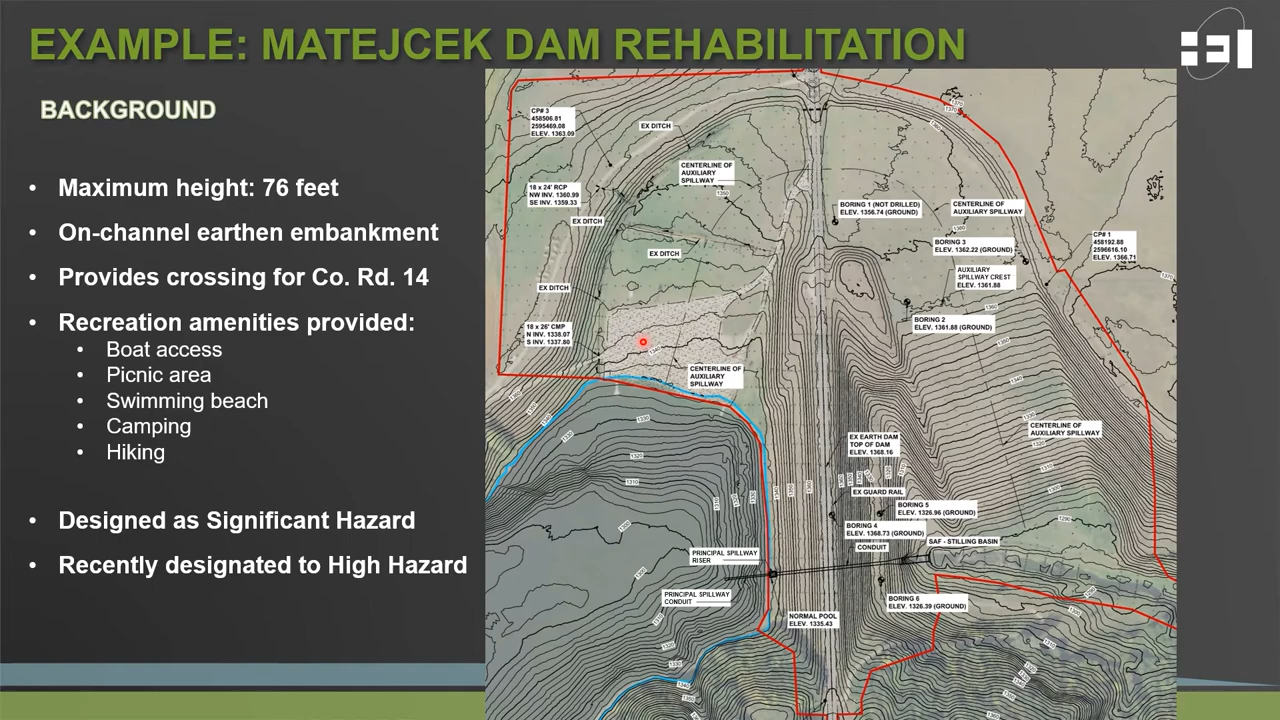 EXAMPLE: MATEJCEK DAM REHABILITATION
BACKGROUND
• Maximum height: 76 feet
• On-channel earthen embankment
• Provides crossing for Co. Rd. 14
• Recreation amenities provided:
• Boat access
• Picnic area
• Swimming beach
• Camping
• Hiking
• Designed as Significant Hazard
• Recently designated to High Hazard
CP# 3
458506.81
2595469.08
ELEV. 1363.09
EX DITCH
CENTERLINE OF
AUXILIARY
SPILLWAY
18 x 24' RCP
NW INV. 1360.99
SE INV. 1359.33
EX DITCH
EX DITCH
EX DITCH
18 x 26' CMP
N INV. 1338.07
S INV. 1337.80
CENTERLINE OF
AUXILIARY
SPILLWAY
BORING 1 (NOT DRILLED)
ELEV. 1356.74 (GROUND)
CENTERLINE OF
AUXILIARY SPILLWAY
BORING 3
ELEV. 1362.22 (GROUND)
CP# 1
458192.88
2596616.10
ELEV. 1366.71
AUXILIARY
SPILLWAY CREST
ELEV. 1361.88
BORING 2
ELEV. 1361.88 (GROUND)
CENTERLINE OF
AUXILIARY SPILLWAY
EX EARTH DAM
TOP OF DAM
ELEV. 1368.16
EX GUARD RAIL
BORING 5
ELEV. 1326.96 (GROUND)
BORING 4
ELEV. 1368.73 (GROUND)
CONDUIT
SAF - STILLING BASIN
PRINCIPAL SPILLWAY
RISER
PRINCIPAL SPILLWAY
CONDUIT
BORING 6
ELEV. 1326.39 (GROUND)
NORMAL POOL
ELEV. 1335.43